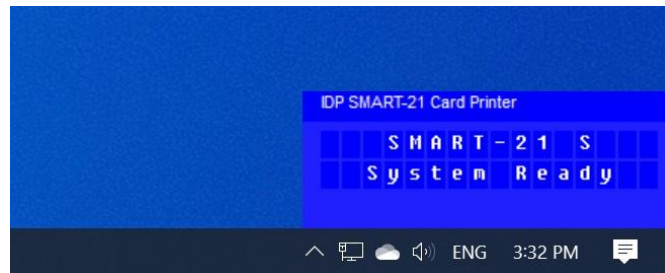 IDP SMART-21 Card Printer
SMART-21 S
System Ready
ENG 3:32 PM